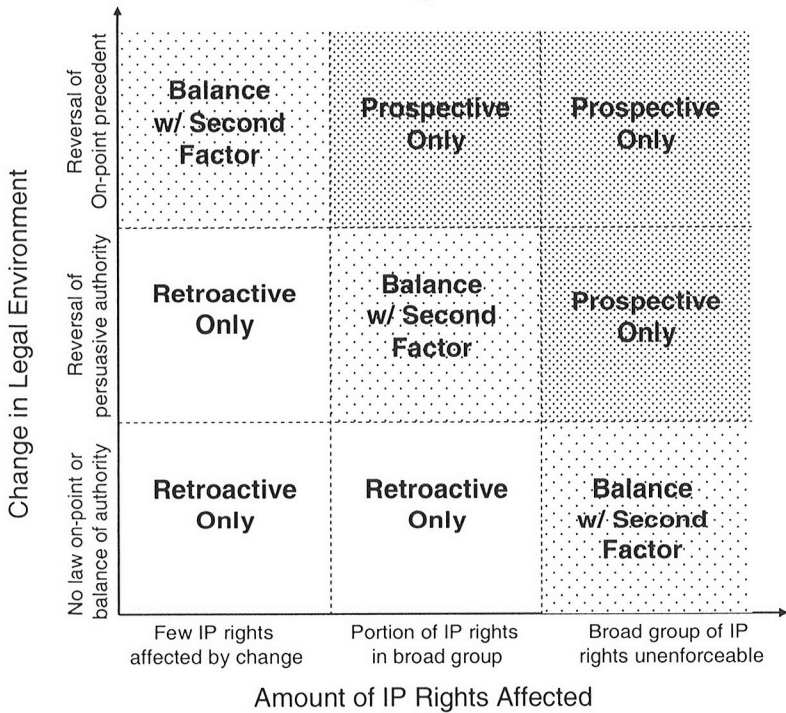 Change in Legal Environment
Reversal of
On-point precedent
Balance
w/ Second
Factor
Prospective
Only
Prospective
Only
Reversal of
persuasive authority
Retroactive
Only
Balance
w/ Second
Factor
Prospective
Only
No law on-point or
balance of authority
Retroactive
Only
Retroactive
Only
Balance
w/ Second
Factor
Few IP rights
affected by change
Portion of IP rights
in broad group
Broad group of IP
rights unenforceable
Amount of IP Rights Affected